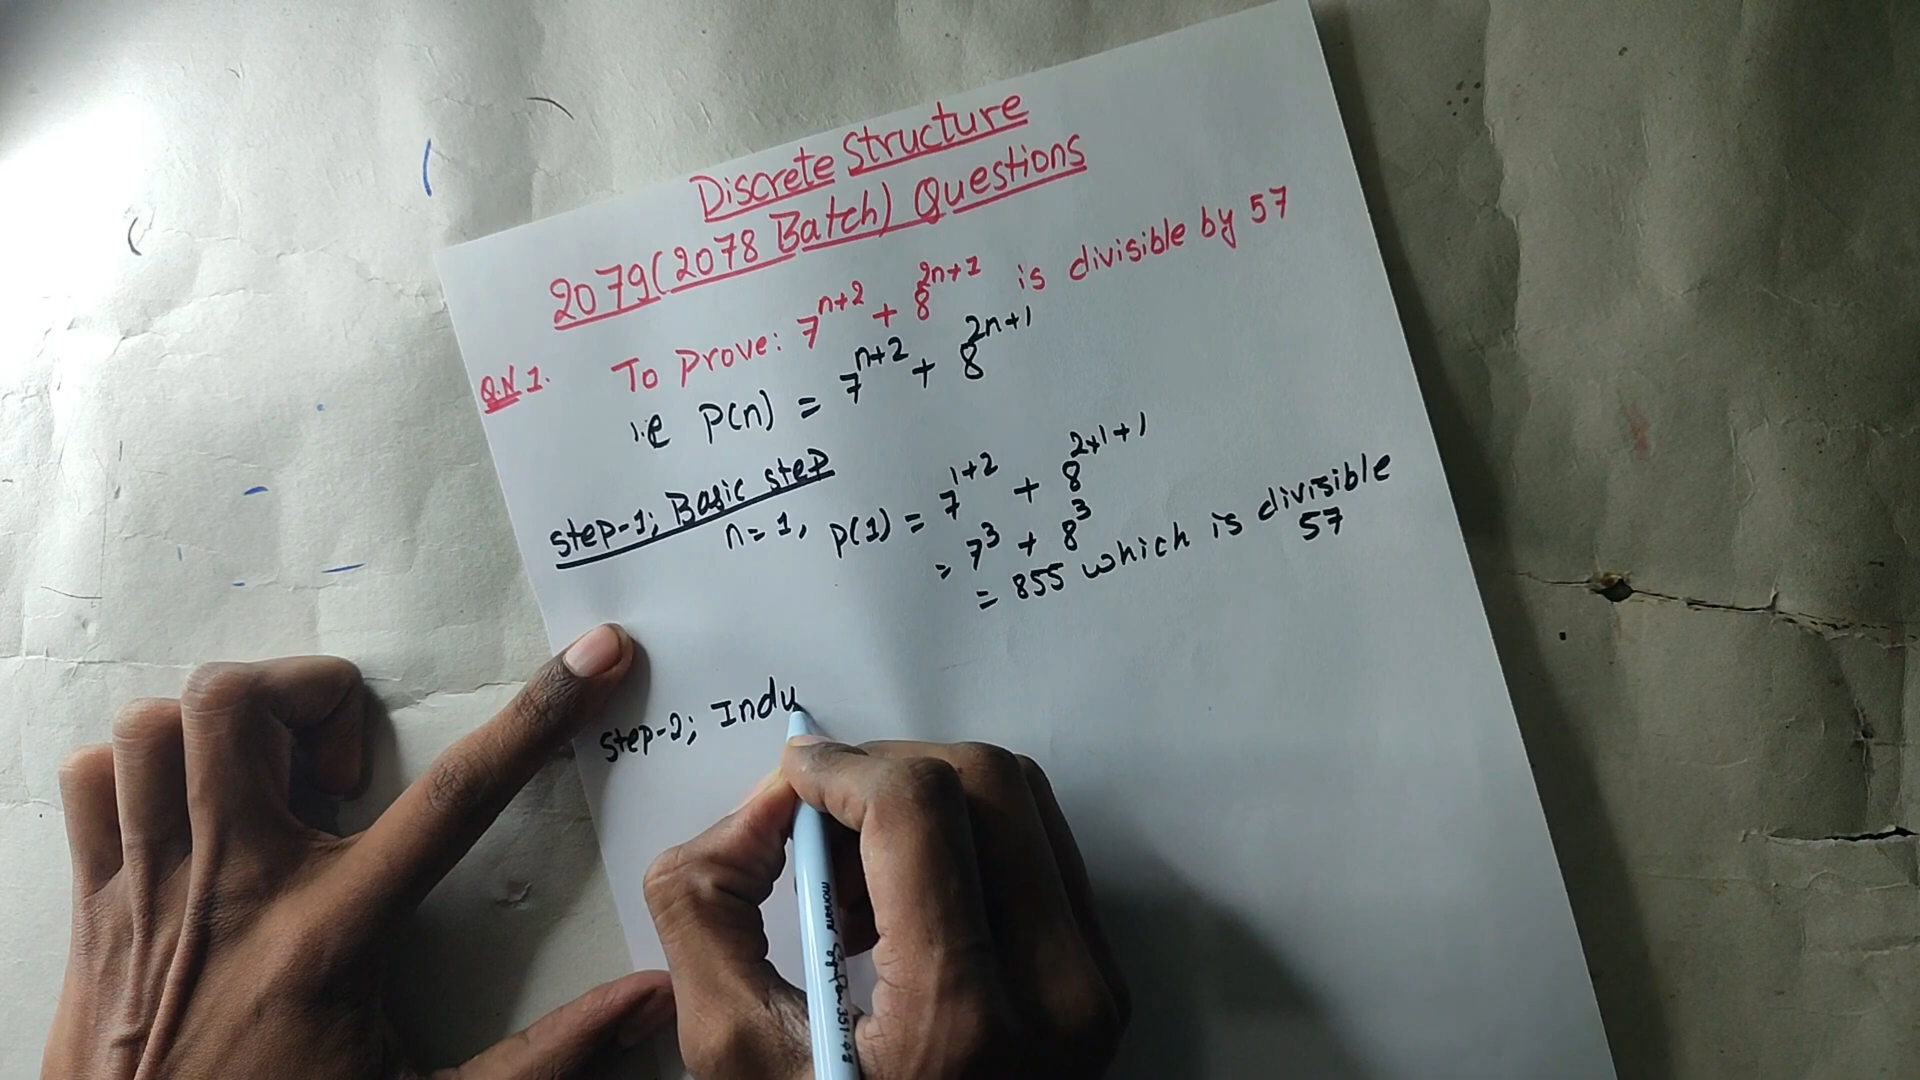 Discrete Structure
2079(2078 Batch) Questions
Q.N 1. To prove: 7^{n+2} + 8^{2n+1} is divisible by 57
i.e P(n) = 7^{n+2} + 8^{2n+1}
Step-1; Basic step
n=1, p(1) = 7^{1+2} + 8^{2*1+1}
= 7^3 + 8^3
= 855 which is divisible
57
Step-2; Indu